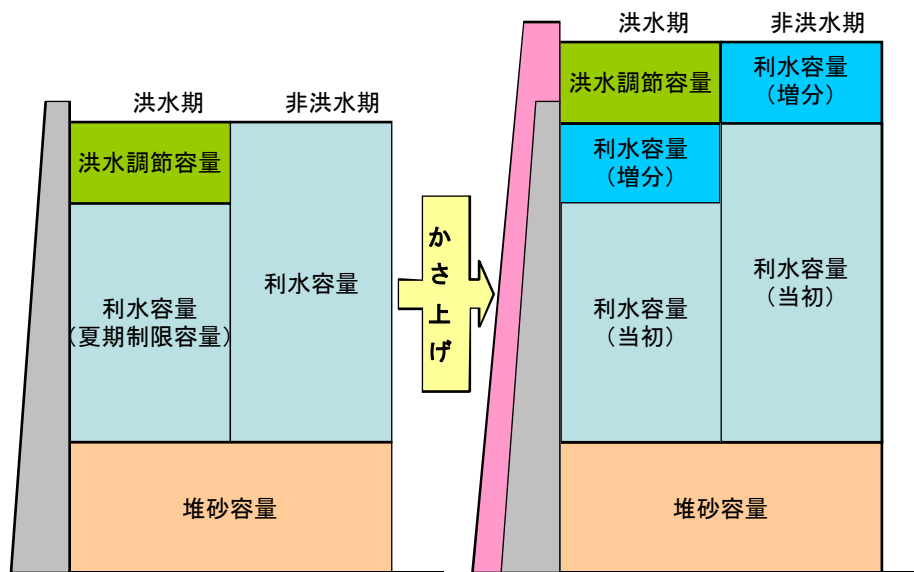 洪水期
非洪水期
洪水調節容量
利水容量
(夏期制限容量)
利水容量
堆砂容量
かさ上げ
洪水期
非洪水期
洪水調節容量
利水容量
(増分)
利水容量
(増分)
利水容量
(当初)
利水容量
(当初)
堆砂容量